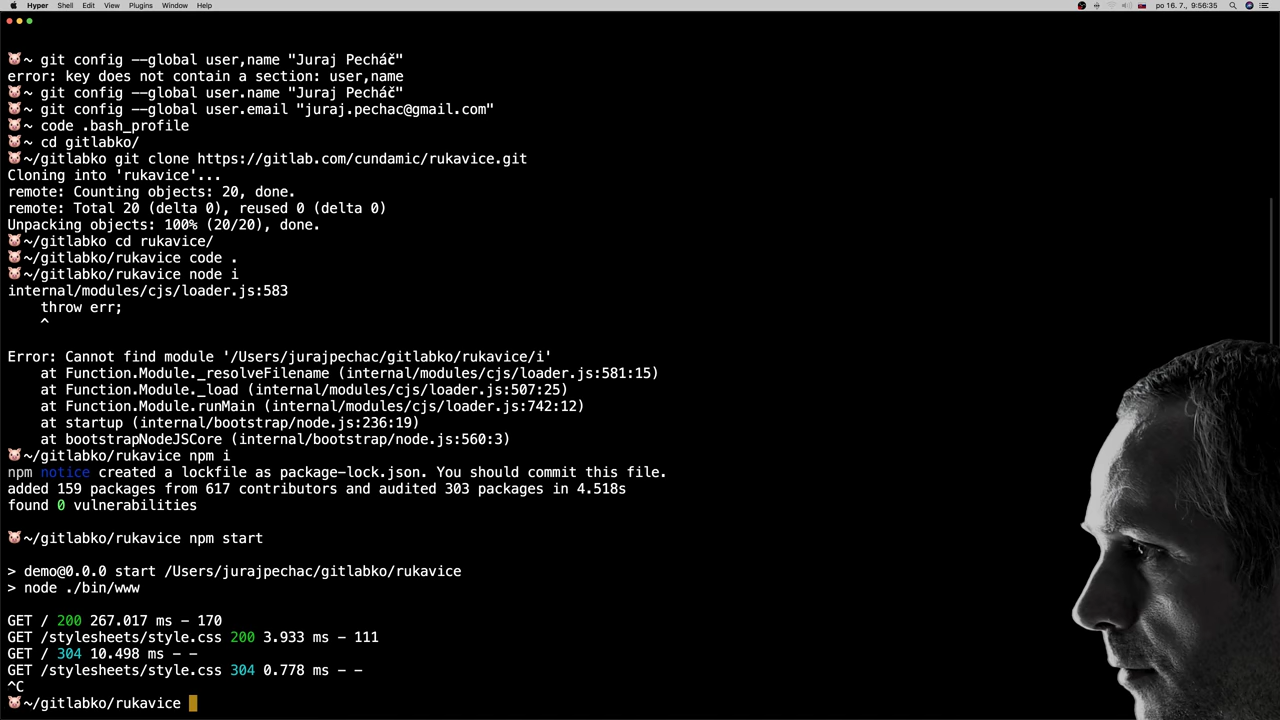 Hyper Shell Edit View Plugins Window Help po 16. 7., 9:56:35
~ git config --global user,name "Juraj Pecháč"
error: key does not contain a section: user,name
~ git config --global user.name "Juraj Pecháč"
~ git config --global user.email "juraj.pechac@gmail.com"
~ code .bash_profile
~ cd gitlabko/
~/gitlabko git clone https://gitlab.com/cundamic/rukavice.git
Cloning into 'rukavice'...
remote: Counting objects: 20, done.
remote: Total 20 (delta 0), reused 0 (delta 0)
Unpacking objects: 100% (20/20), done.
~/gitlabko cd rukavice/
~/gitlabko/rukavice code .
~/gitlabko/rukavice node i
internal/modules/cjs/loader.js:583
throw err;
^
Error: Cannot find module '/Users/jurajpechac/gitlabko/rukavice/i'
at Function.Module._resolveFilename (internal/modules/cjs/loader.js:581:15)
at Function.Module._load (internal/modules/cjs/loader.js:507:25)
at Function.Module.runMain (internal/modules/cjs/loader.js:742:12)
at startup (internal/bootstrap/node.js:236:19)
at bootstrapNodeJSCore (internal/bootstrap/node.js:560:3)
~/gitlabko/rukavice npm i
npm notice created a lockfile as package-lock.json. You should commit this file.
added 159 packages from 617 contributors and audited 303 packages in 4.518s
found 0 vulnerabilities
~/gitlabko/rukavice npm start
> demo@0.0.0 start /Users/jurajpechac/gitlabko/rukavice
> node ./bin/www
GET / 200 267.017 ms - 170
GET /stylesheets/style.css 200 3.933 ms - 111
GET / 304 10.498 ms - -
GET /stylesheets/style.css 304 0.778 ms - -
^C
~/gitlabko/rukavice